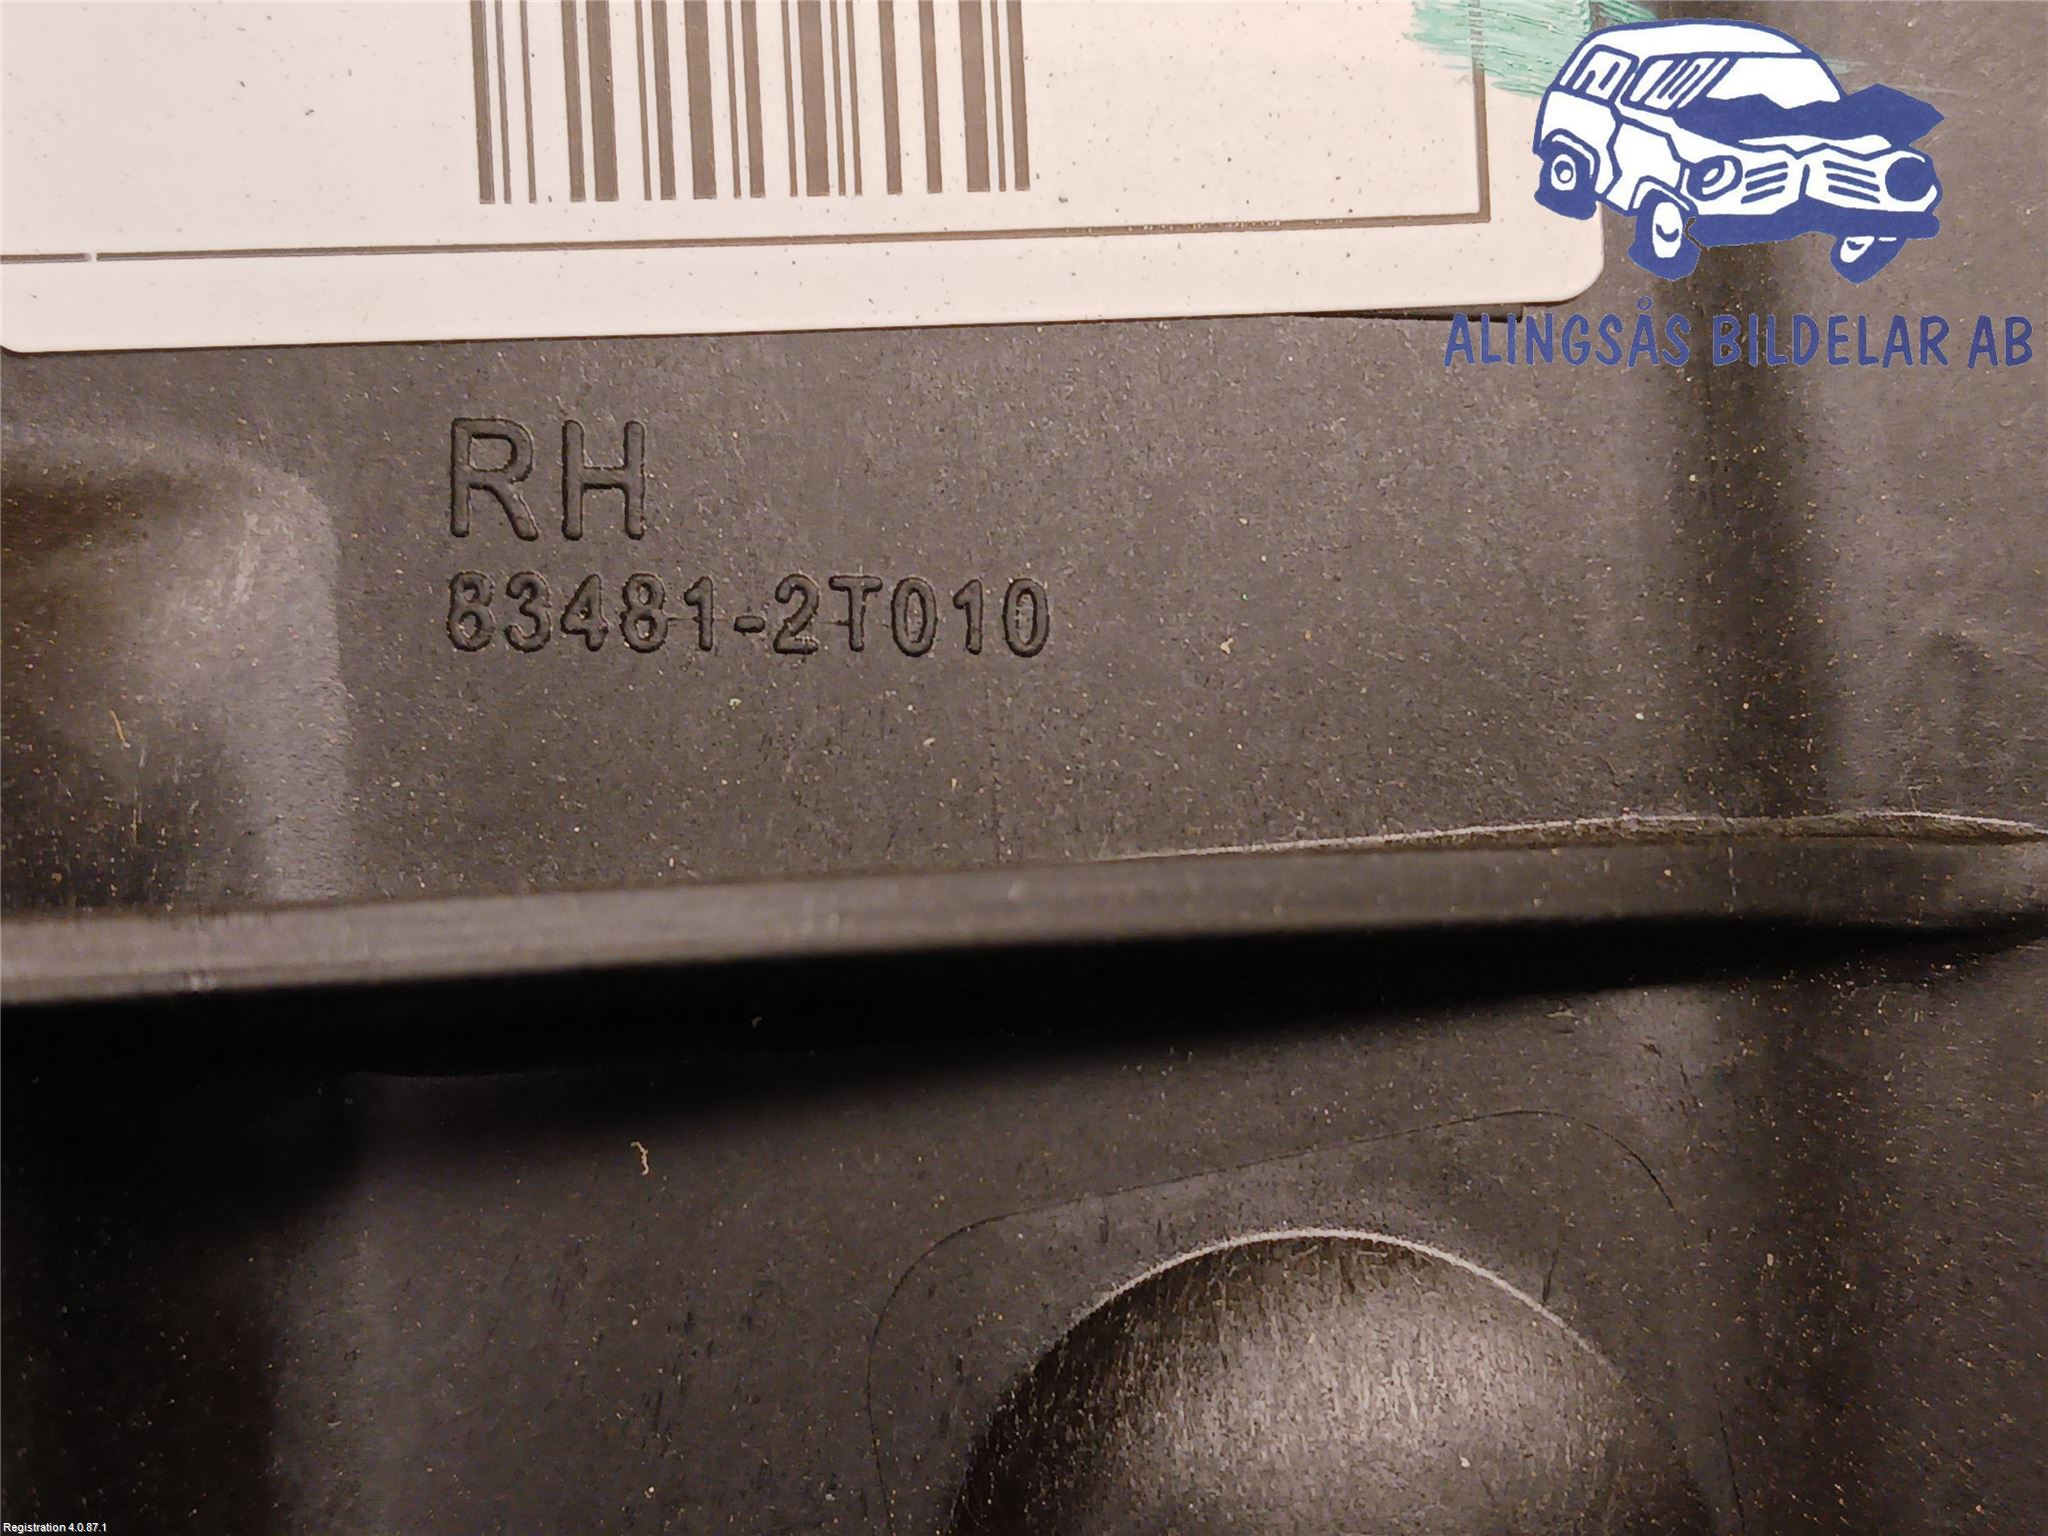 ALINGSÅS BILDELAR AB
RH
83481-2T010
Registration 4.0.87.1